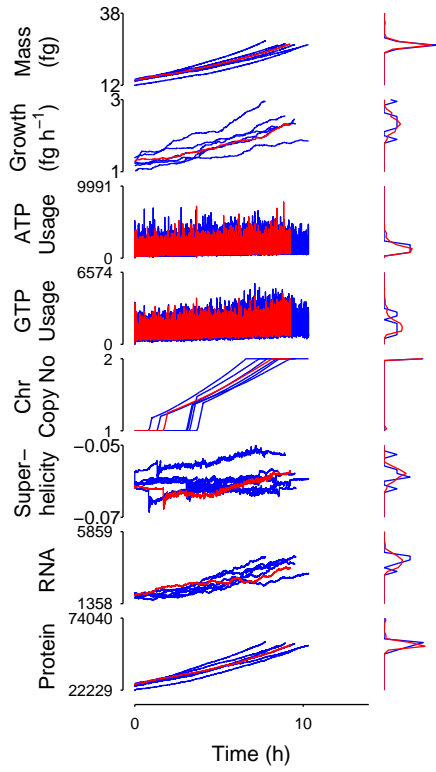 38
Mass
(fg)
12
3
Growth
(fg h⁻¹)
1
9991
ATP
Usage
0
6574
GTP
Usage
0
2
Chr
Copy No
1
−0.05
Super−
helicity
−0.07
5859
RNA
1358
74040
Protein
22229
0 10
Time (h)